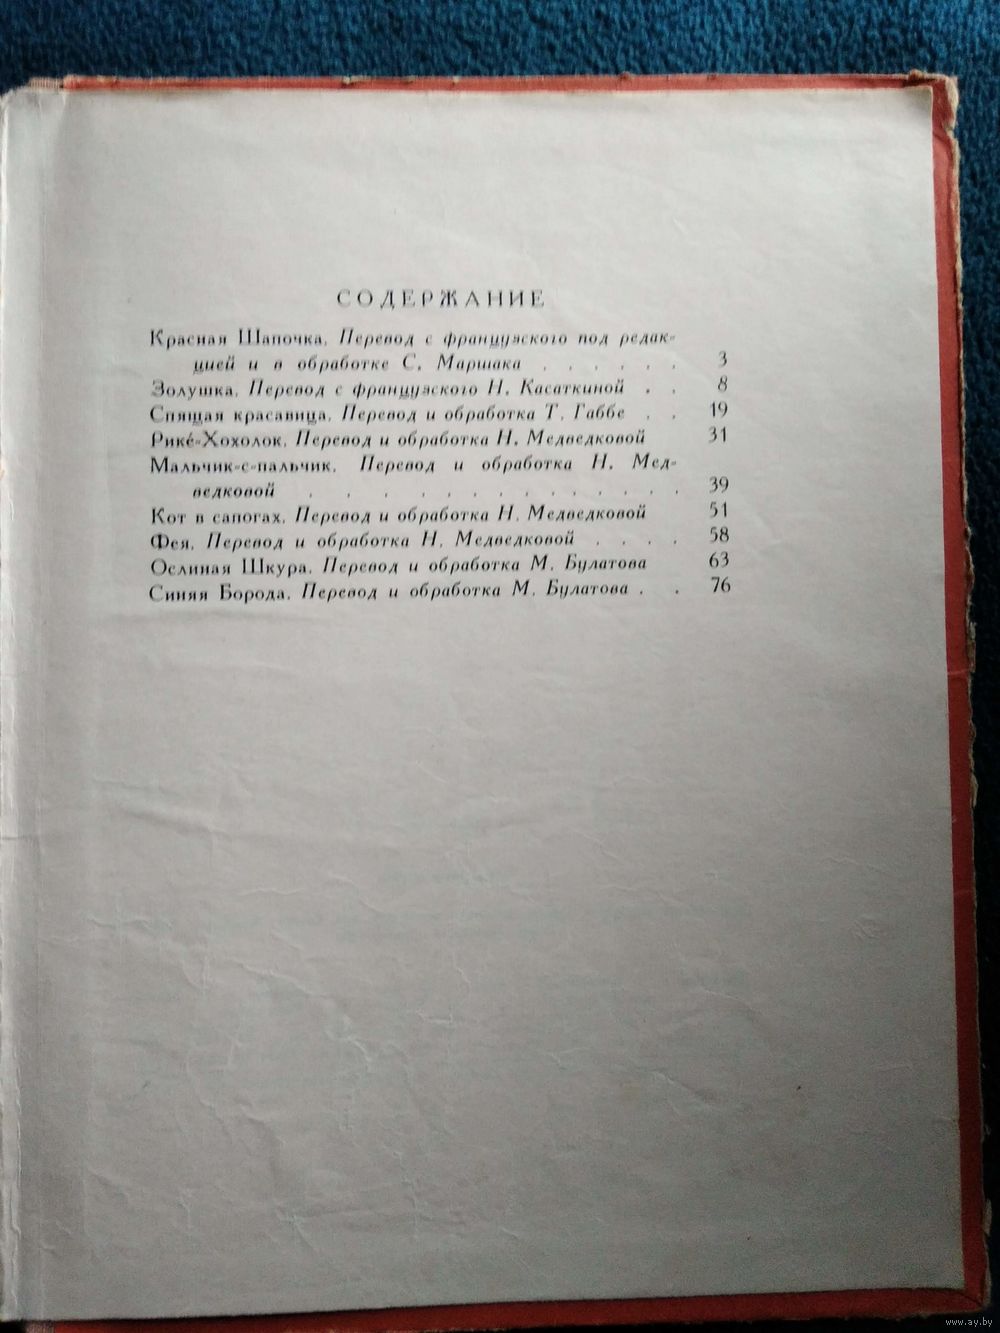 СОДЕРЖАНИЕ
Красная Шапочка. Перевод с французского под редак-
цией и в обработке С. Маршака . . . . . . 3
Золушка. Перевод с французского Н. Касаткиной . . 8
Спящая красавица. Перевод и обработка Т. Габбе . . 19
Рике́-Хохолок. Перевод и обработка Н. Медведковой 31
Мальчик-с-пальчик. Перевод и обработка Н. Мед-
ведковой . . . . . . . . . . . 39
Кот в сапогах. Перевод и обработка Н. Медведковой 51
Фея. Перевод и обработка Н. Медведковой . . . . 58
Ослиная Шкура. Перевод и обработка М. Булатова 63
Синяя Борода. Перевод и обработка М. Булатова . . 76
www.ay.by